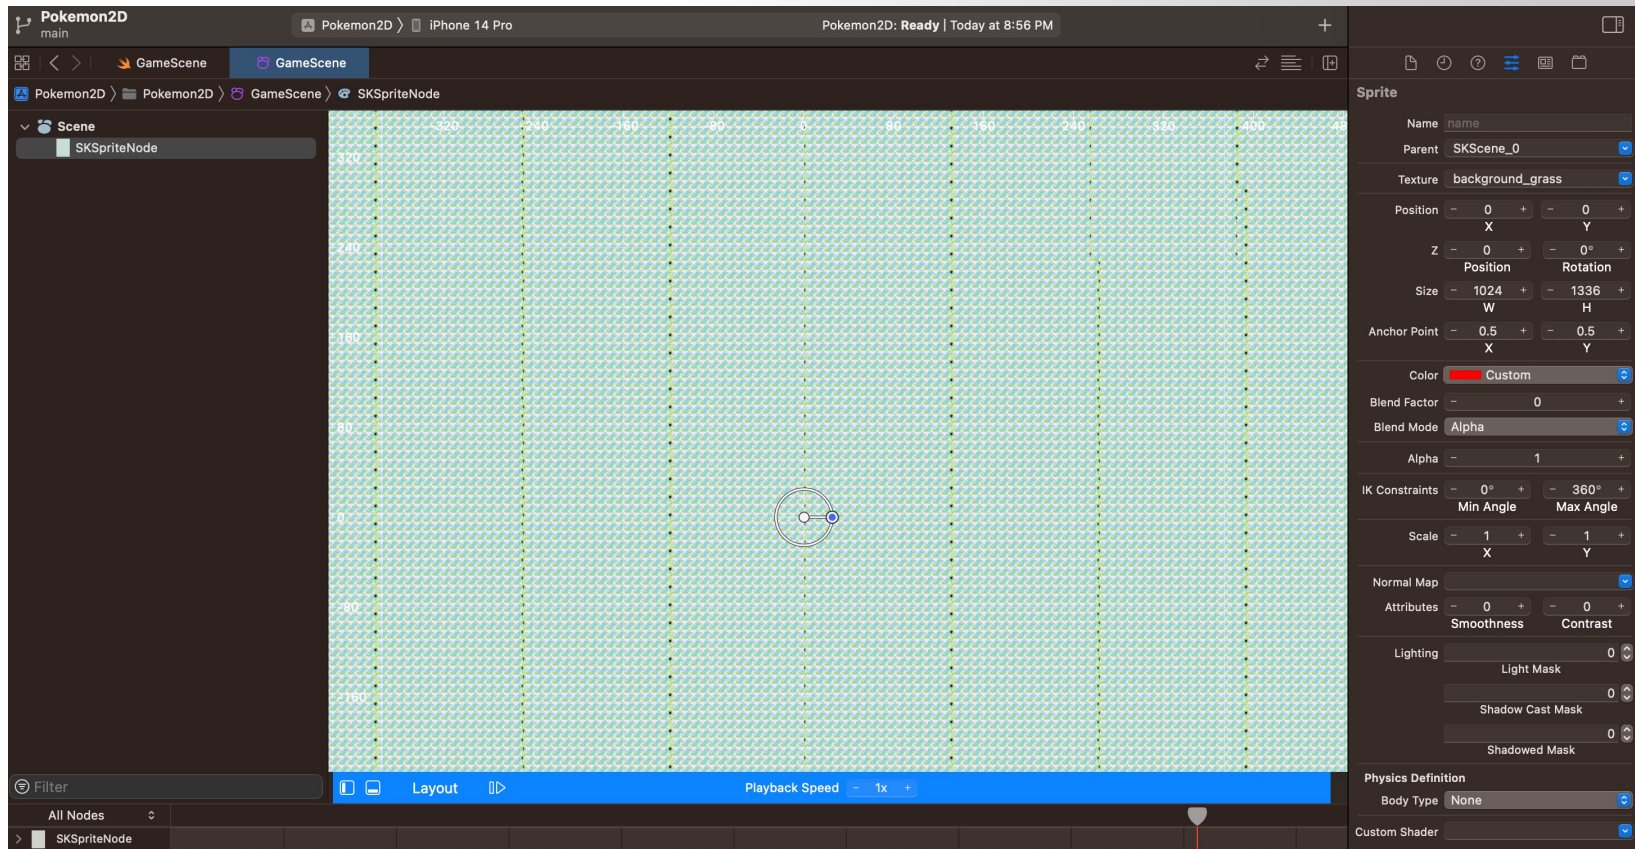 Pokemon2D
main
Pokemon2D
iPhone 14 Pro
Pokemon2D: Ready | Today at 8:56 PM
GameScene
GameScene
Pokemon2D
Pokemon2D
GameScene
SKSpriteNode
Scene
SKSpriteNode
-320
-240
-160
-80
0
80
160
240
320
400
320
240
160
80
0
-80
-160
Filter
Layout
Playback Speed - 1x +
All Nodes
SKSpriteNode
Sprite
Name name
Parent SKScene_0
Texture background_grass
Position - 0 + - 0 +
X Y
Z - 0 + - 0° +
Position Rotation
Size - 1024 + - 1336 +
W H
Anchor Point - 0.5 + - 0.5 +
X Y
Color Custom
Blend Factor - 0 +
Blend Mode Alpha
Alpha - 1 +
IK Constraints - 0° + - 360° +
Min Angle Max Angle
Scale - 1 + - 1 +
X Y
Normal Map
Attributes - 0 + - 0 +
Smoothness Contrast
Lighting 0
Light Mask
0
Shadow Cast Mask
0
Shadowed Mask
Physics Definition
Body Type None
Custom Shader